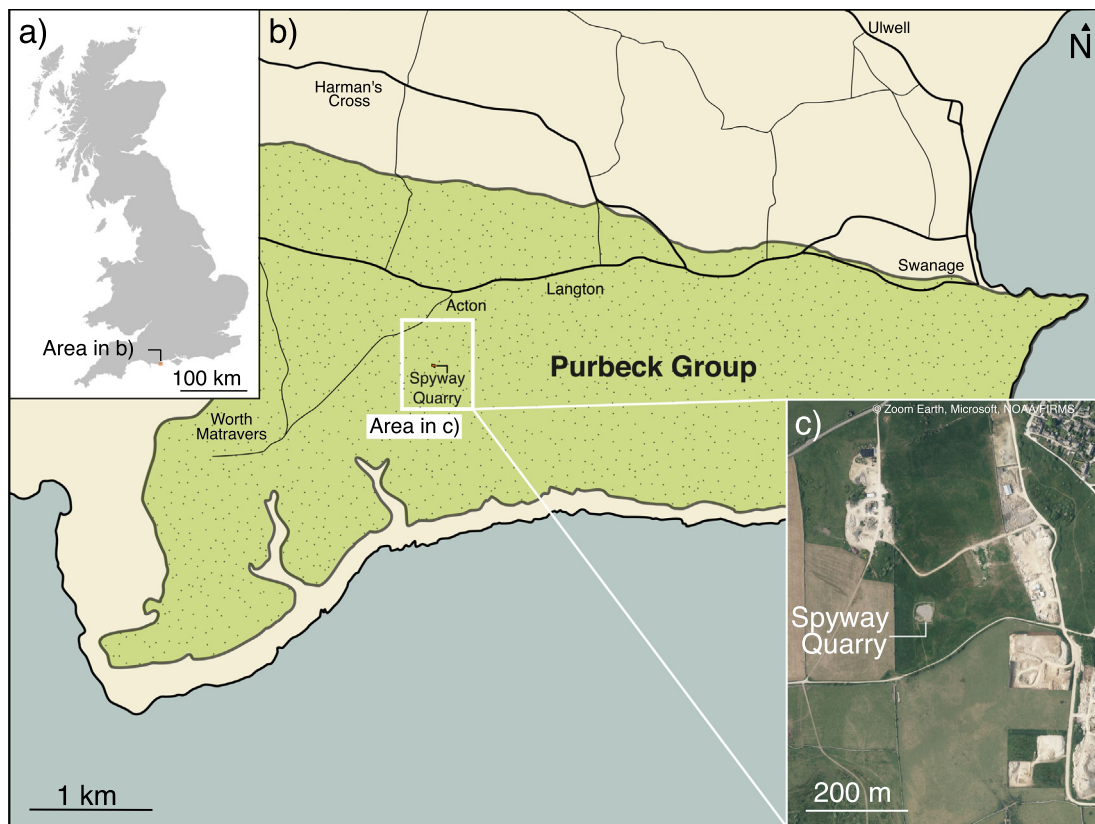 a)
Area in b)
100 km
b)
Ulwell
N
Harman's
Cross
Swanage
Langton
Acton
Purbeck Group
Spyway
Quarry
Area in c)
Worth
Matravers
1 km
c)
© Zoom Earth, Microsoft, NOAA/FIRMS
Spyway
Quarry
200 m